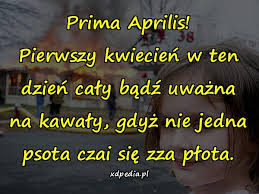 Prima Aprilis!
Pierwszy kwiecień w ten
dzień cały bądź uważna
na kawały, gdyż nie jedna
psota czai się zza płota.
xdpedia.pl